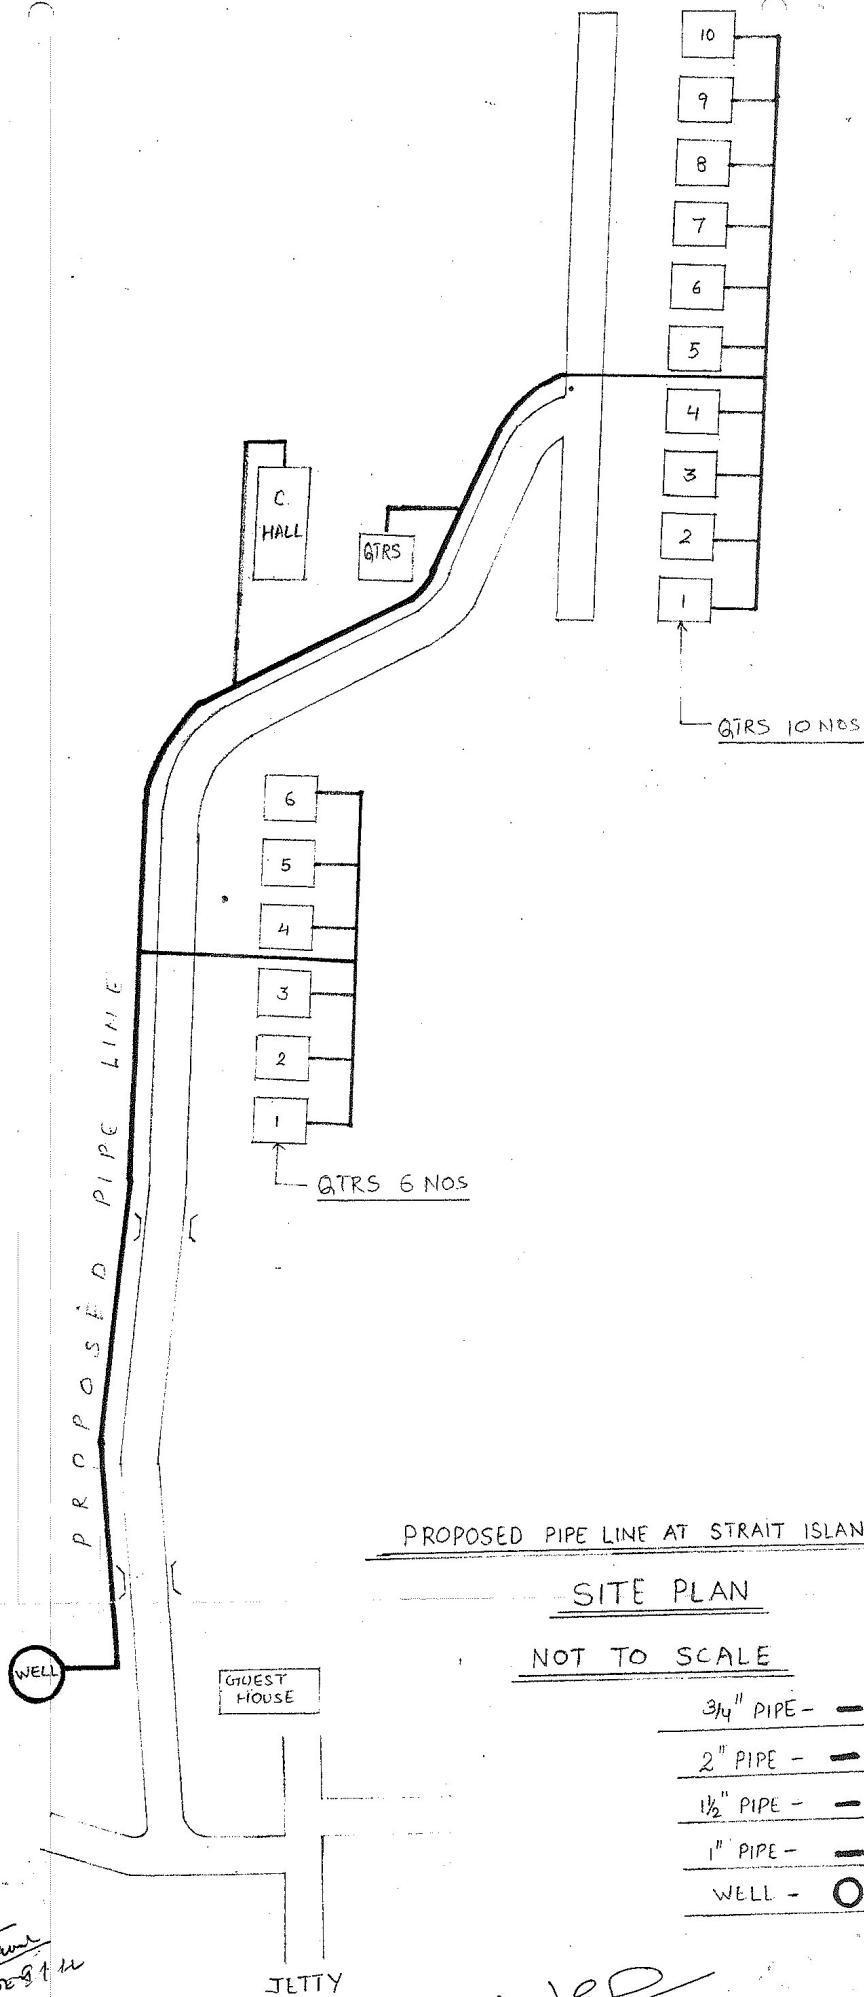 10
9
8
7
6
5
4
3
2
1
QTRS 10 NOS
C.
HALL
QTRS
6
5
4
3
2
1
QTRS 6 NOS
PROPOSED PIPE LINE
PROPOSED PIPE LINE AT STRAIT ISLAN
SITE PLAN
NOT TO SCALE
WELL
GUEST
HOUSE
3/4" PIPE -
2" PIPE -
1½" PIPE -
1" PIPE -
WELL -
JETTY